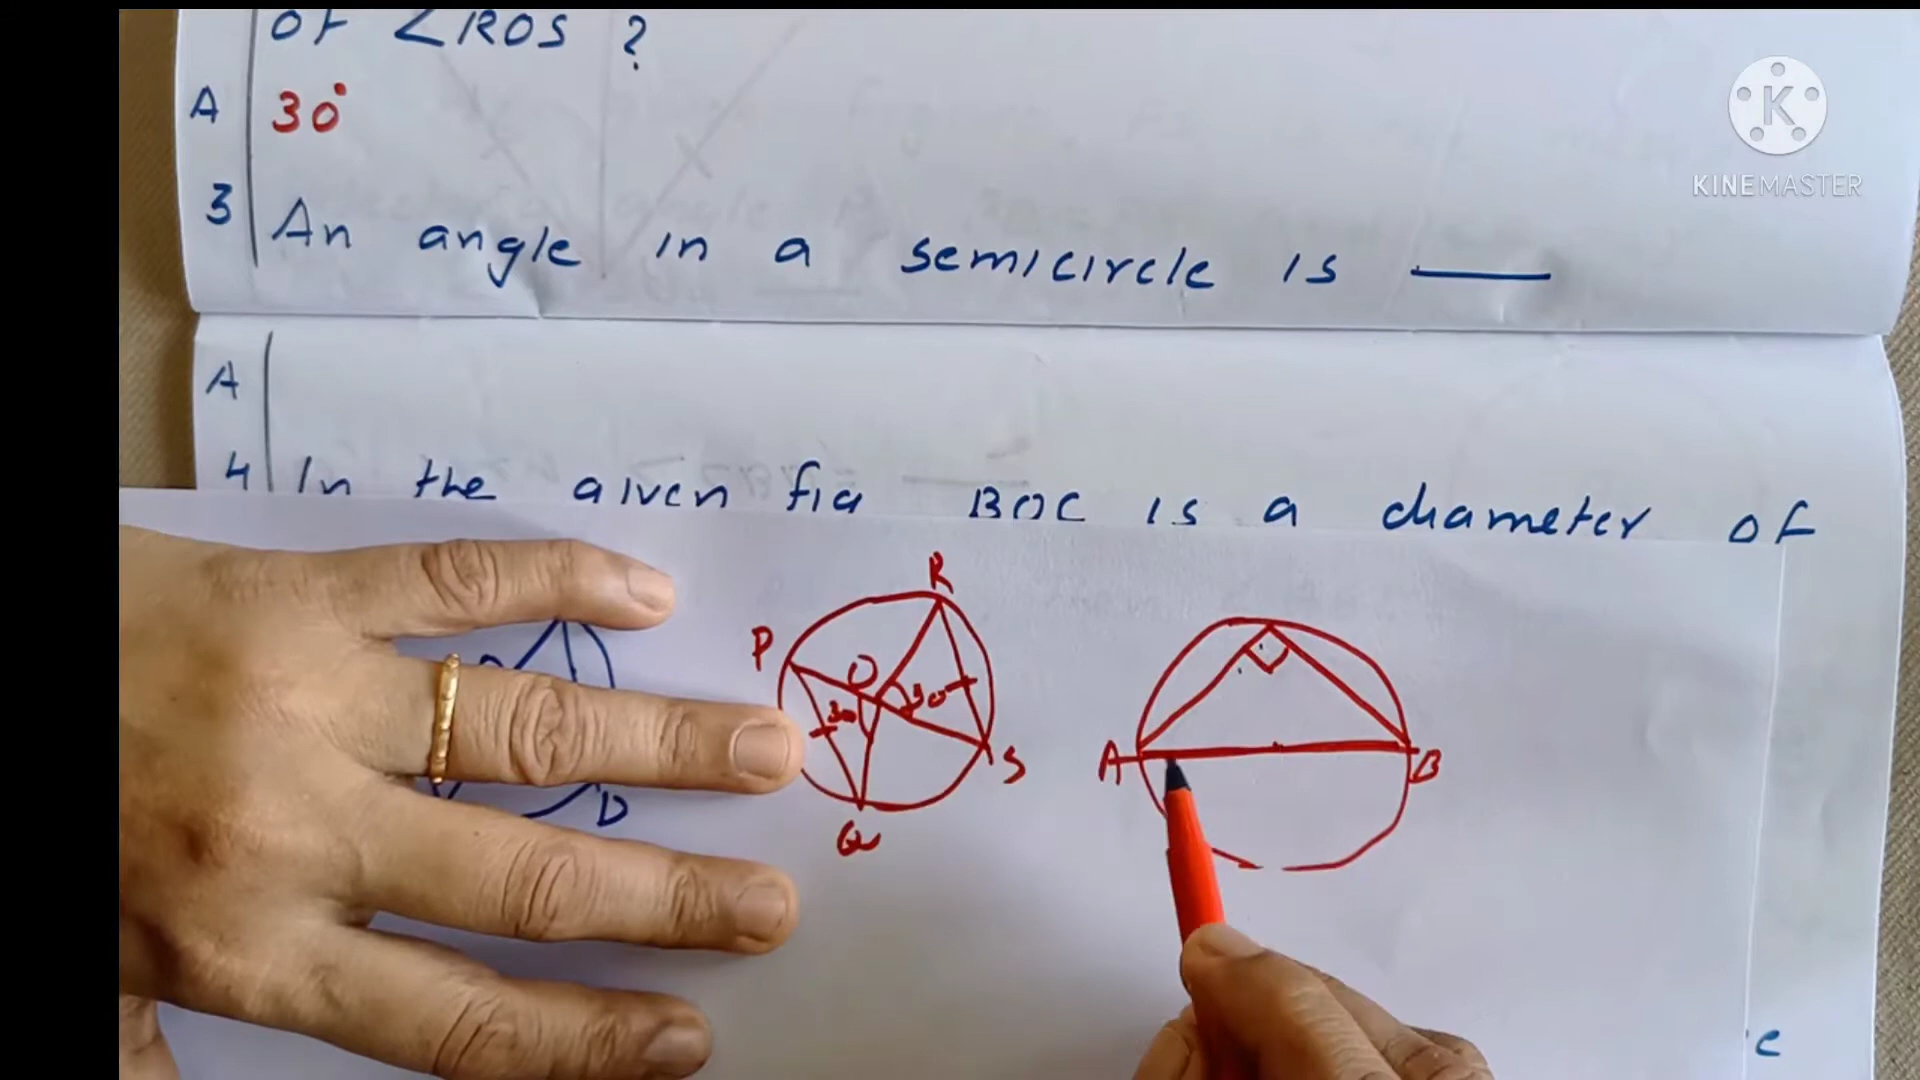 of ∠ROS ?
A 30°
3 An angle in a semicircle is ___
A
4 In the given fig BOC is a diameter of
R
P
O
30
30
S
Q
A
B
D
e
K
KINEMASTER